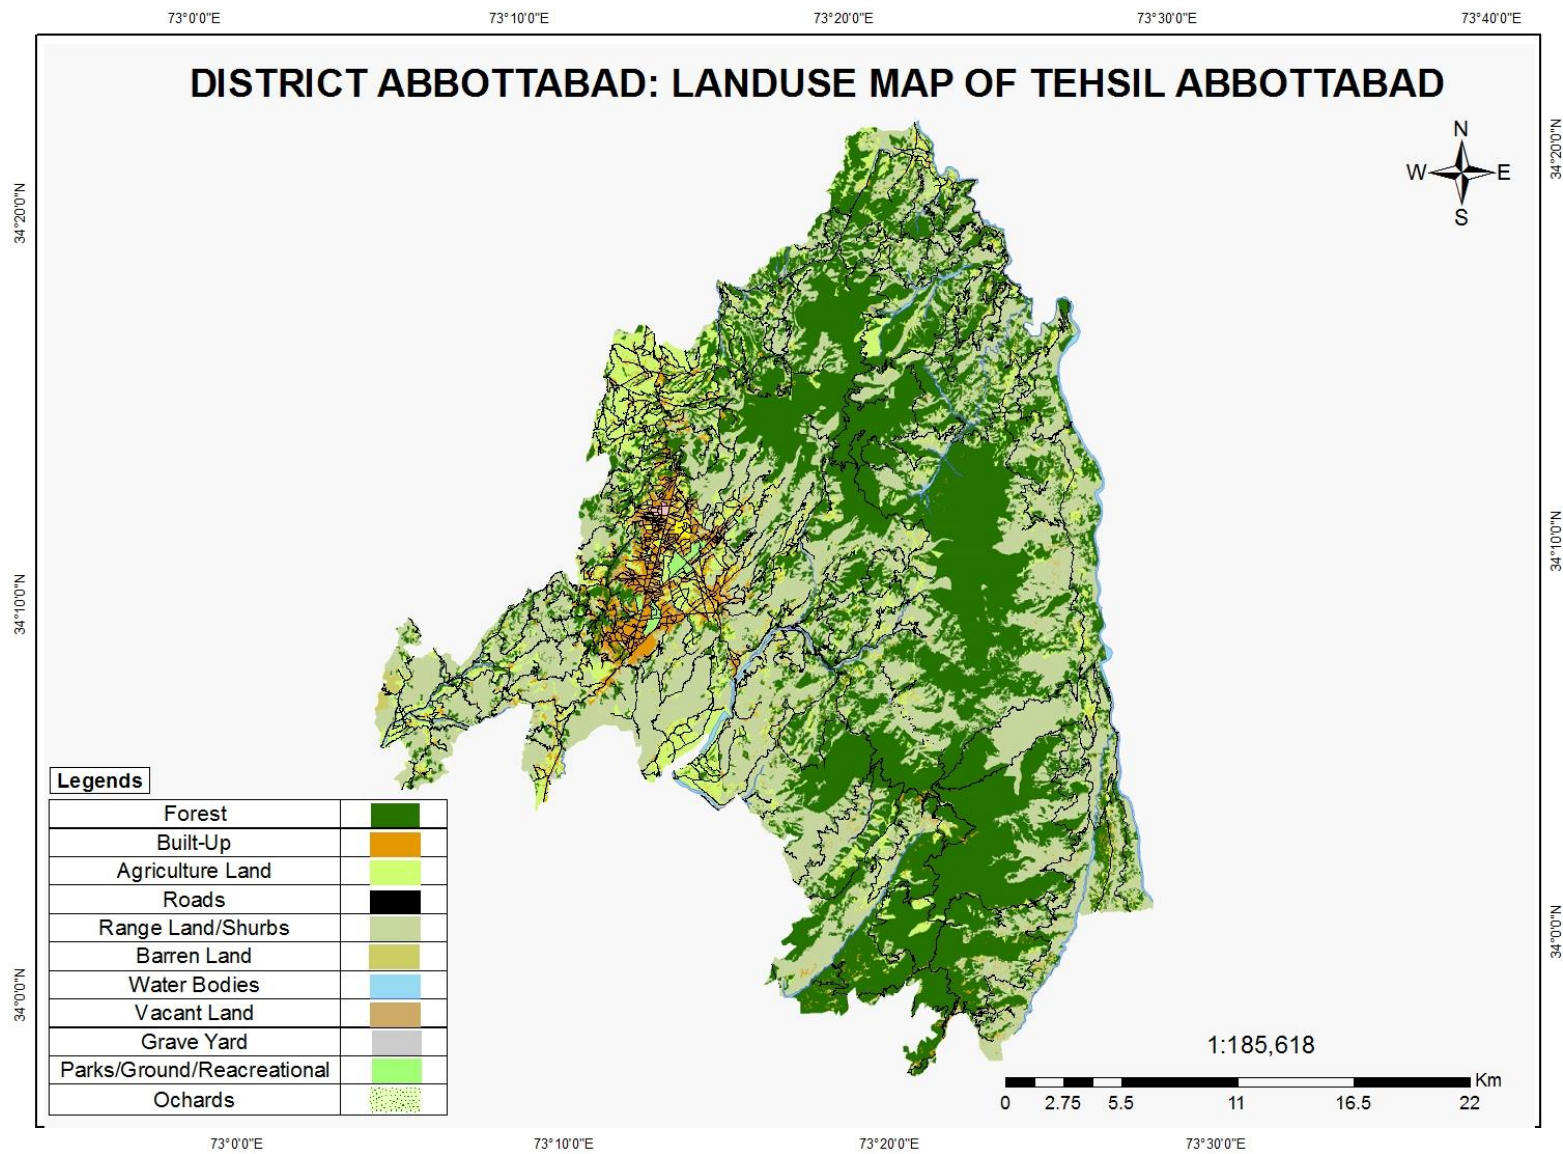 73°0'0"E 73°10'0"E 73°20'0"E 73°30'0"E 73°40'0"E
DISTRICT ABBOTTABAD: LANDUSE MAP OF TEHSIL ABBOTTABAD
N
W E
S
34°20'0"N
34°20'0"N
34°10'0"N
34°10'0"N
34°0'0"N
34°0'0"N
Legends
Forest
Built-Up
Agriculture Land
Roads
Range Land/Shurbs
Barren Land
Water Bodies
Vacant Land
Grave Yard
Parks/Ground/Reacreational
Ochards
1:185,618
Km
0 2.75 5.5 11 16.5 22
73°0'0"E 73°10'0"E 73°20'0"E 73°30'0"E